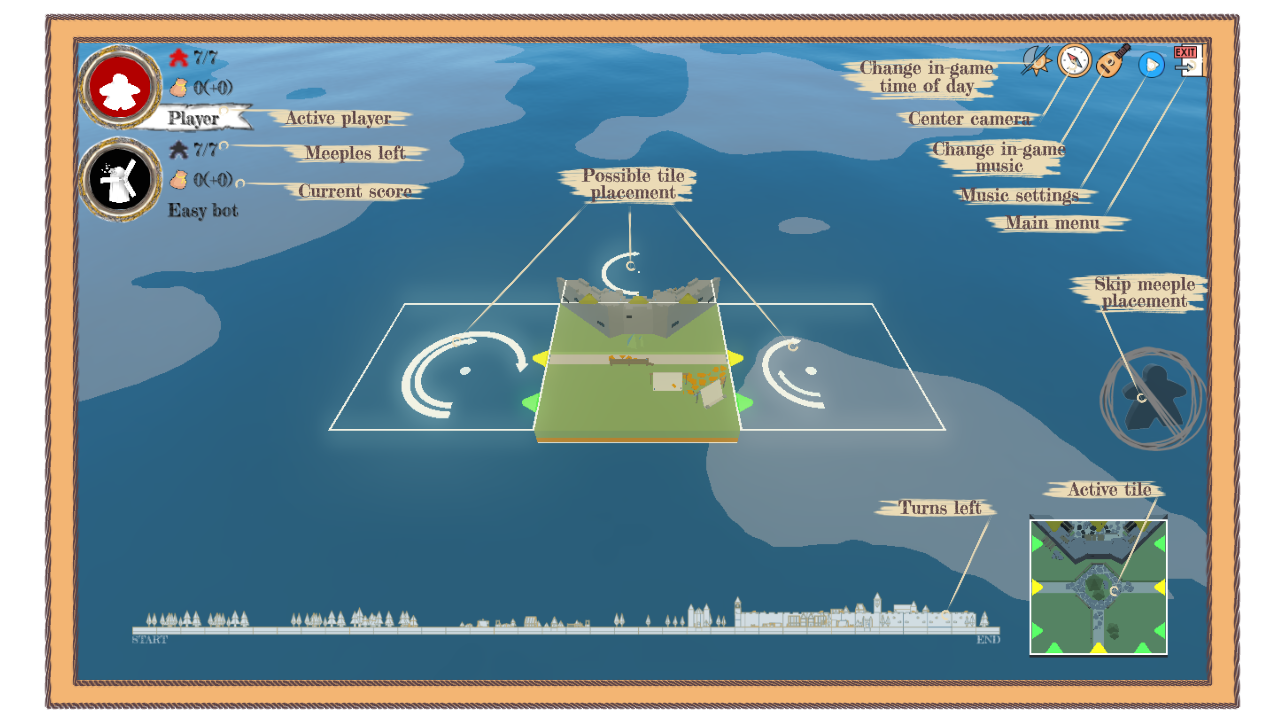 7/7
0(+0)
Player
Active player
7/7
Meeples left
0(+0)
Current score
Easy bot
Possible tile
placement
EXIT
Change in-game
time of day
Center camera
Change in-game
music
Music settings
Main menu
Skip meeple
placement
Active tile
Turns left
START
END